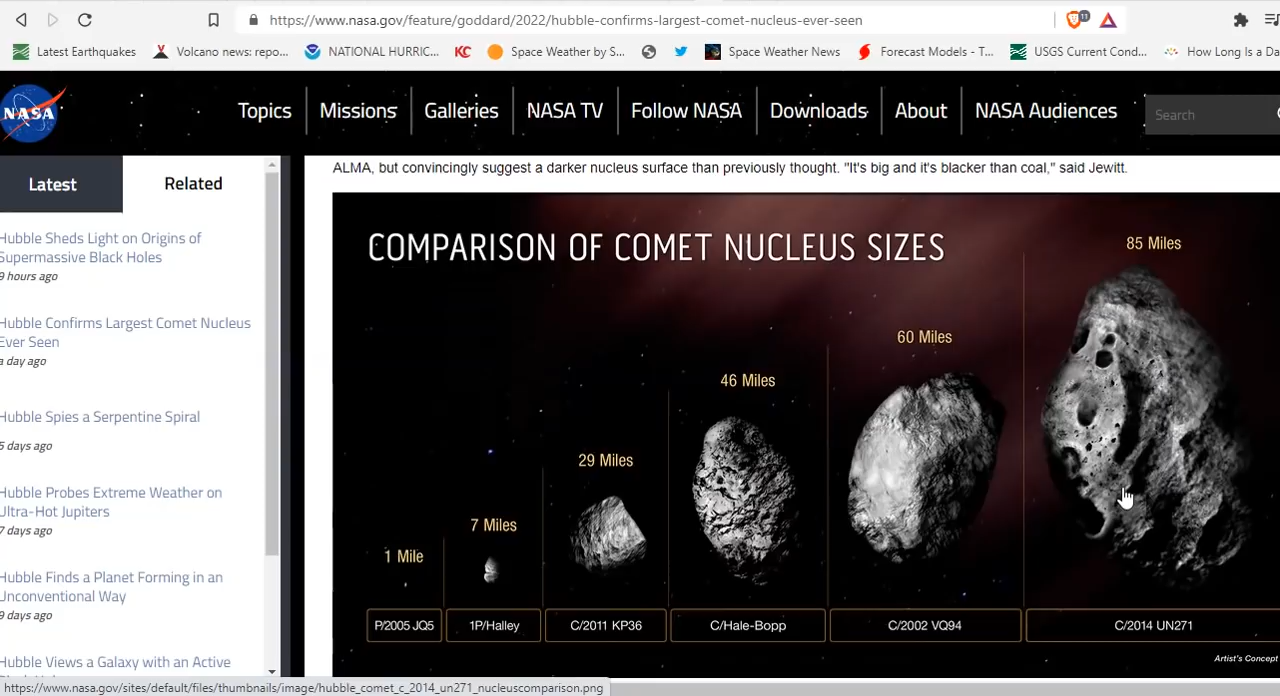 https://www.nasa.gov/feature/goddard/2022/hubble-confirms-largest-comet-nucleus-ever-seen
11
Latest Earthquakes
Volcano news: repo...
NATIONAL HURRIC...
KC
Space Weather by S...
Space Weather News
Forecast Models - T...
USGS Current Cond...
How Long Is a Da
NASA
Topics
Missions
Galleries
NASA TV
Follow NASA
Downloads
About
NASA Audiences
Search
Latest
Related
Hubble Sheds Light on Origins of
Supermassive Black Holes
9 hours ago
Hubble Confirms Largest Comet Nucleus
Ever Seen
a day ago
Hubble Spies a Serpentine Spiral
5 days ago
Hubble Probes Extreme Weather on
Ultra-Hot Jupiters
7 days ago
Hubble Finds a Planet Forming in an
Unconventional Way
9 days ago
Hubble Views a Galaxy with an Active
ALMA, but convincingly suggest a darker nucleus surface than previously thought. "It's big and it's blacker than coal," said Jewitt.
COMPARISON OF COMET NUCLEUS SIZES
1 Mile
7 Miles
29 Miles
46 Miles
60 Miles
85 Miles
P/2005 JQ5
1P/Halley
C/2011 KP36
C/Hale-Bopp
C/2002 VQ94
C/2014 UN271
Artist's Concept
https://www.nasa.gov/sites/default/files/thumbnails/image/hubble_comet_c_2014_un271_nucleuscomparison.png